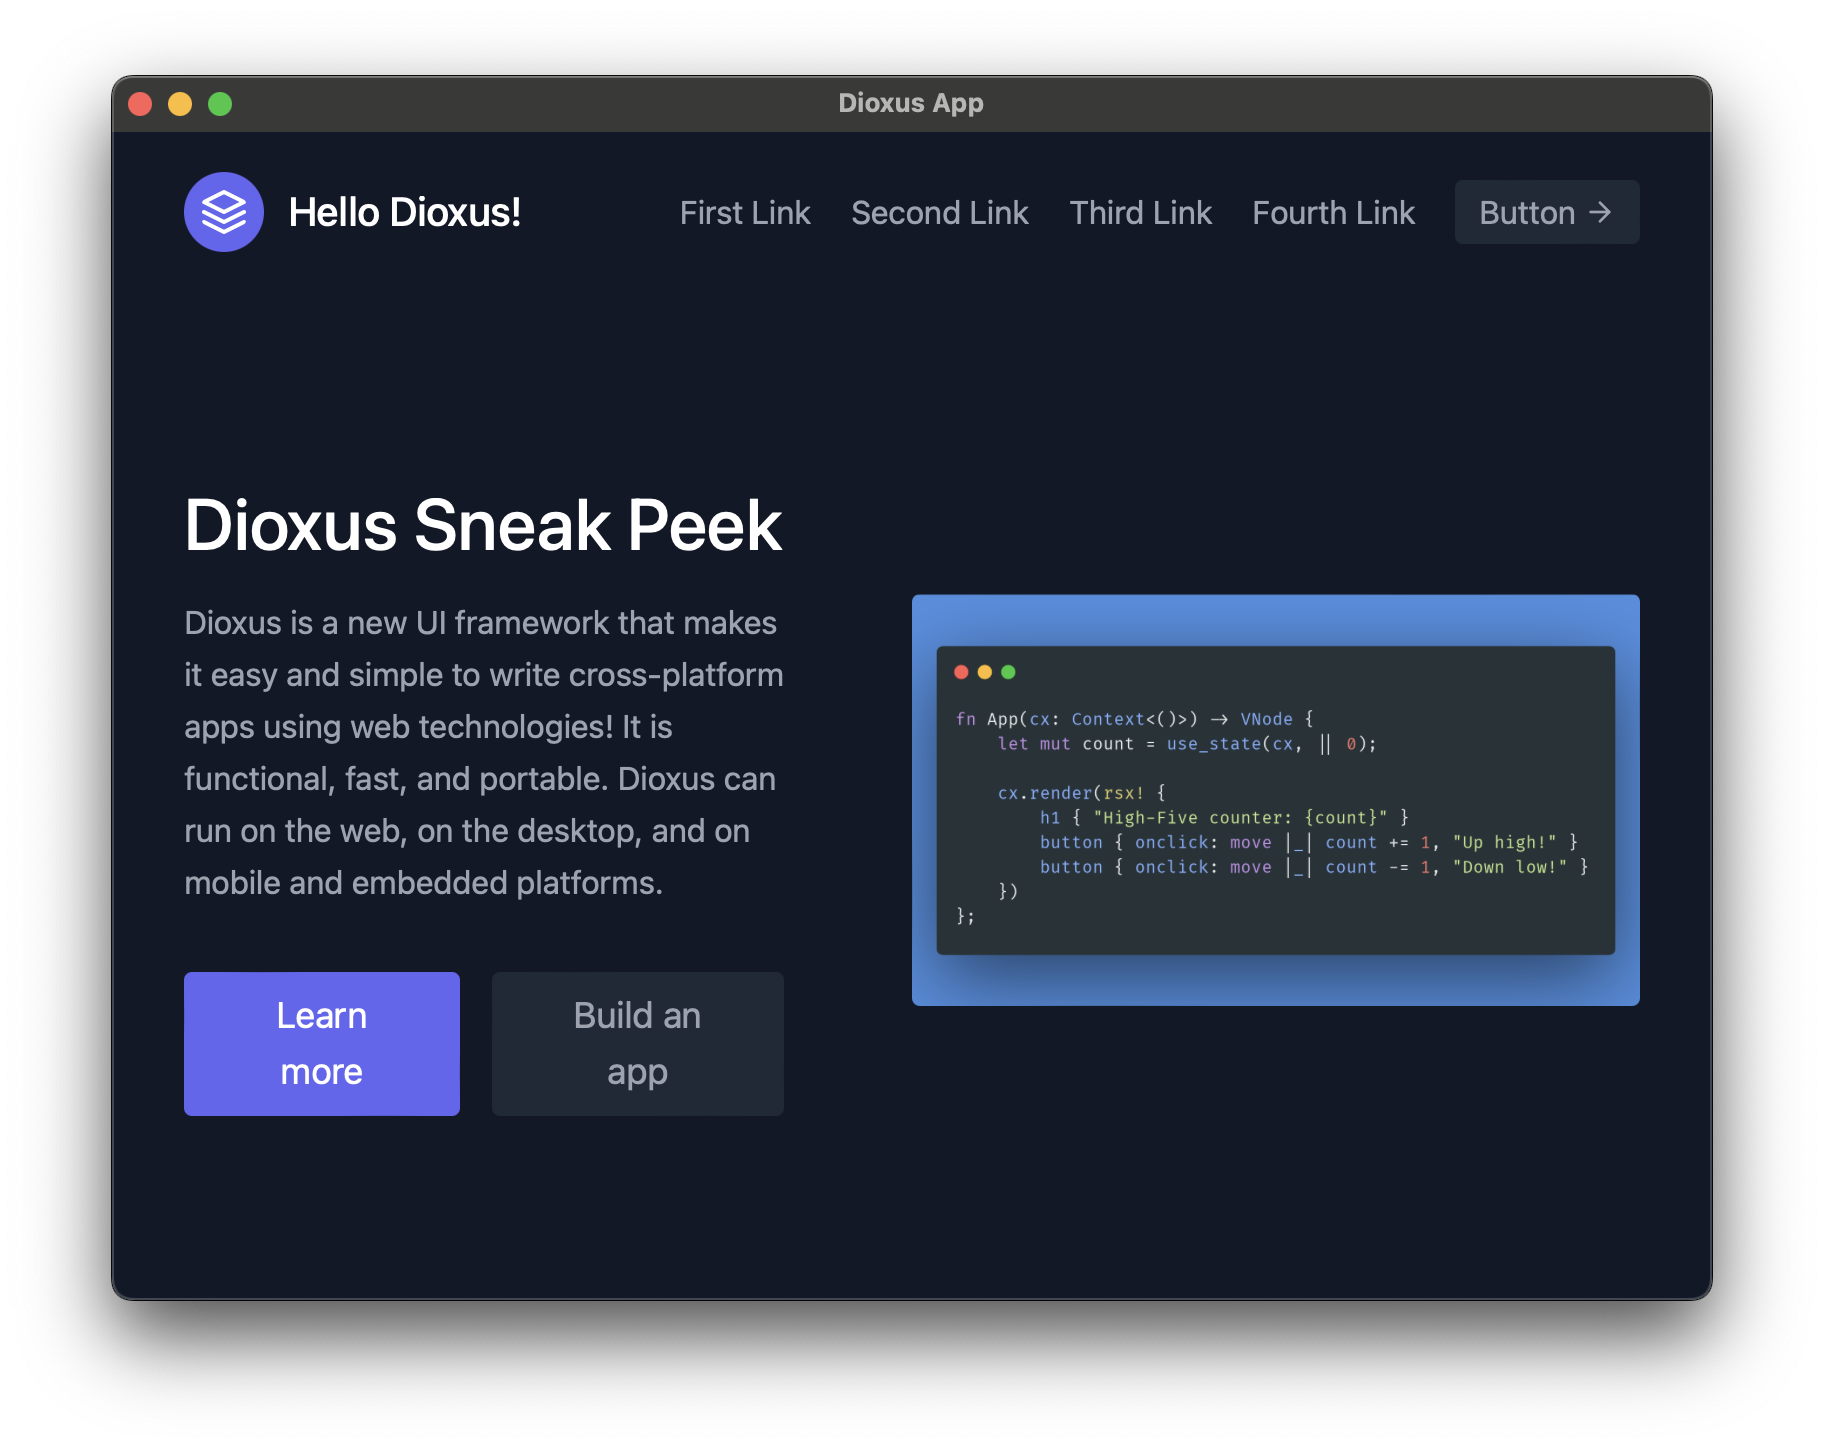 Dioxus App
Hello Dioxus!
First Link
Second Link
Third Link
Fourth Link
Button →
Dioxus Sneak Peek
Dioxus is a new UI framework that makes
it easy and simple to write cross-platform
apps using web technologies! It is
functional, fast, and portable. Dioxus can
run on the web, on the desktop, and on
mobile and embedded platforms.
Learn
more
Build an
app
fn App(cx: Context<()>) -> VNode {
    let mut count = use_state(cx, || 0);
    cx.render(rsx! {
        h1 { "High-Five counter: {count}" }
        button { onclick: move |_| count += 1, "Up high!" }
        button { onclick: move |_| count -= 1, "Down low!" }
    })
};